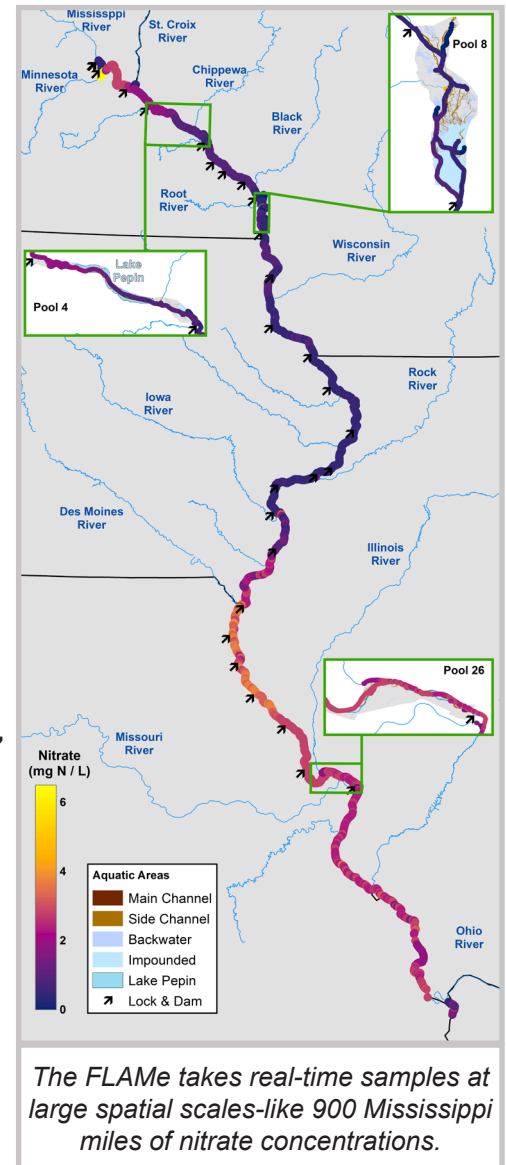 Mississppi
River
St. Croix
River
Minnesota
River
Chippewa
River
Black
River
Pool 8
Root
River
Wisconsin
River
Lake
Pepin
Pool 4
Rock
River
Iowa
River
Des Moines
River
Illinois
River
Pool 26
Missouri
River
,
Nitrate
(mg N / L)
6
4
2
0
Aquatic Areas
Main Channel
Side Channel
Backwater
Impounded
Lake Pepin
Lock & Dam
Ohio
River
The FLAMe takes real-time samples at
large spatial scales-like 900 Mississippi
miles of nitrate concentrations.